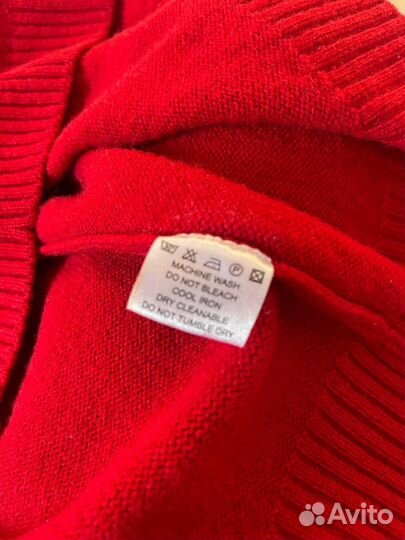 P
MACHINE WASH
DO NOT BLEACH
COOL IRON
DRY CLEANABLE
DO NOT TUMBLE DRY
Avito